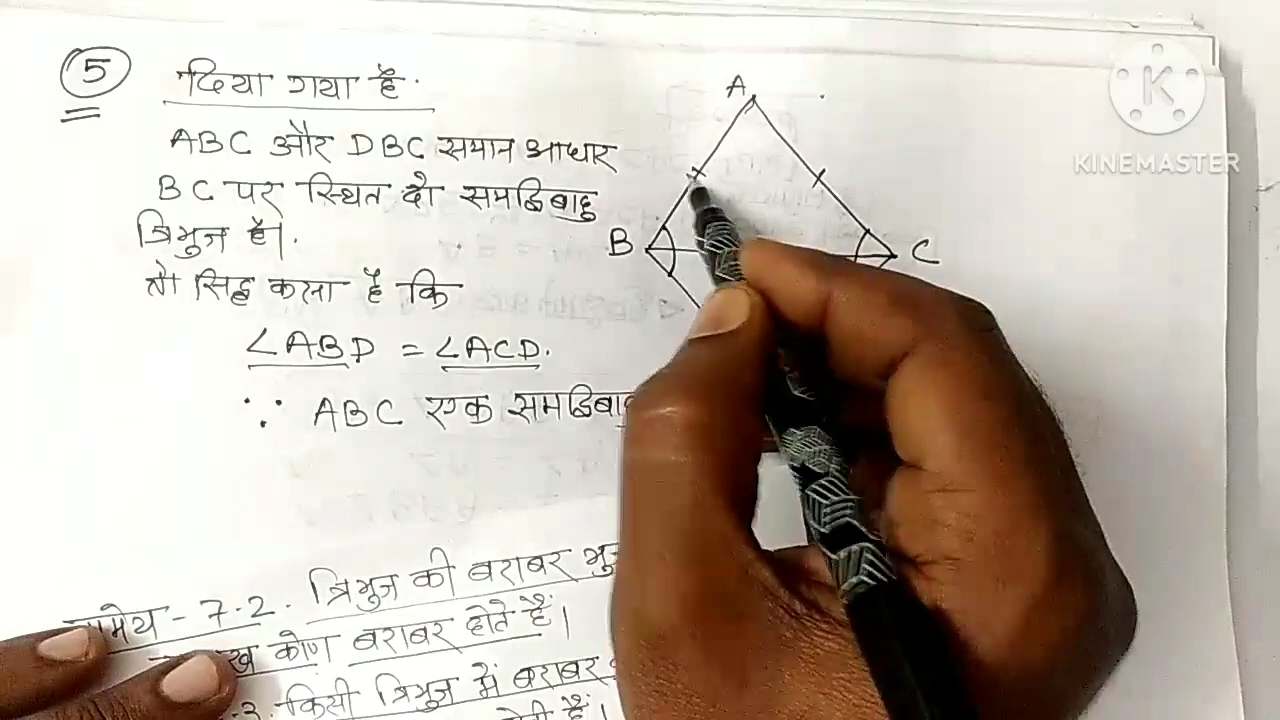 5 दिया गया है.
ABC और DBC समान आधार
BC पर स्थित दो समद्विबाहु
त्रिभुज है।
तो सिद्ध करना है कि
∠ABD = ∠ACD.
∵ ABC एक समद्विबाहु
A
B
C
K
KINEMASTER
7.2. त्रिभुज की बराबर
कोण बराबर होते हैं।
किसी त्रिभुज में बराबर